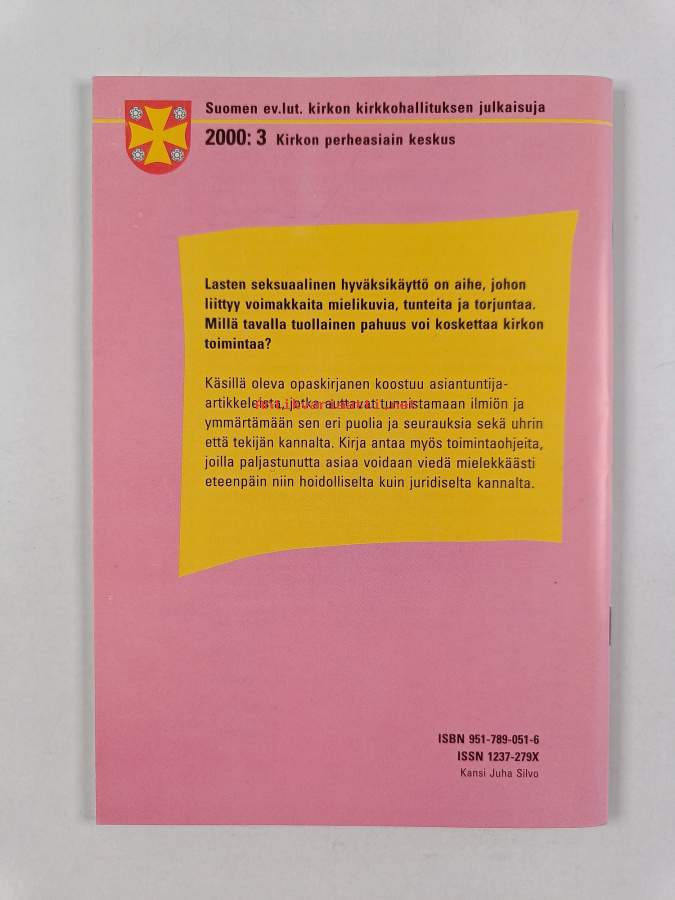 Suomen ev.lut. kirkon kirkkohallituksen julkaisuja
2000: 3 Kirkon perheasiain keskus
Lasten seksuaalinen hyväksikäyttö on aihe, johon
liittyy voimakkaita mielikuvia, tunteita ja torjuntaa.
Millä tavalla tuollainen pahuus voi koskettaa kirkon
toimintaa?
Käsillä oleva opaskirjanen koostuu asiantuntija-
artikkeleista, jotka auttavat tunnistamaan ilmiön ja
ymmärtämään sen eri puolia ja seurauksia sekä uhrin
että tekijän kannalta. Kirja antaa myös toimintaohjeita,
joilla paljastunutta asiaa voidaan viedä mielekkäästi
eteenpäin niin hoidolliselta kuin juridiselta kannalta.
ISBN 951-789-051-6
ISSN 1237-279X
Kansi Juha Silvo